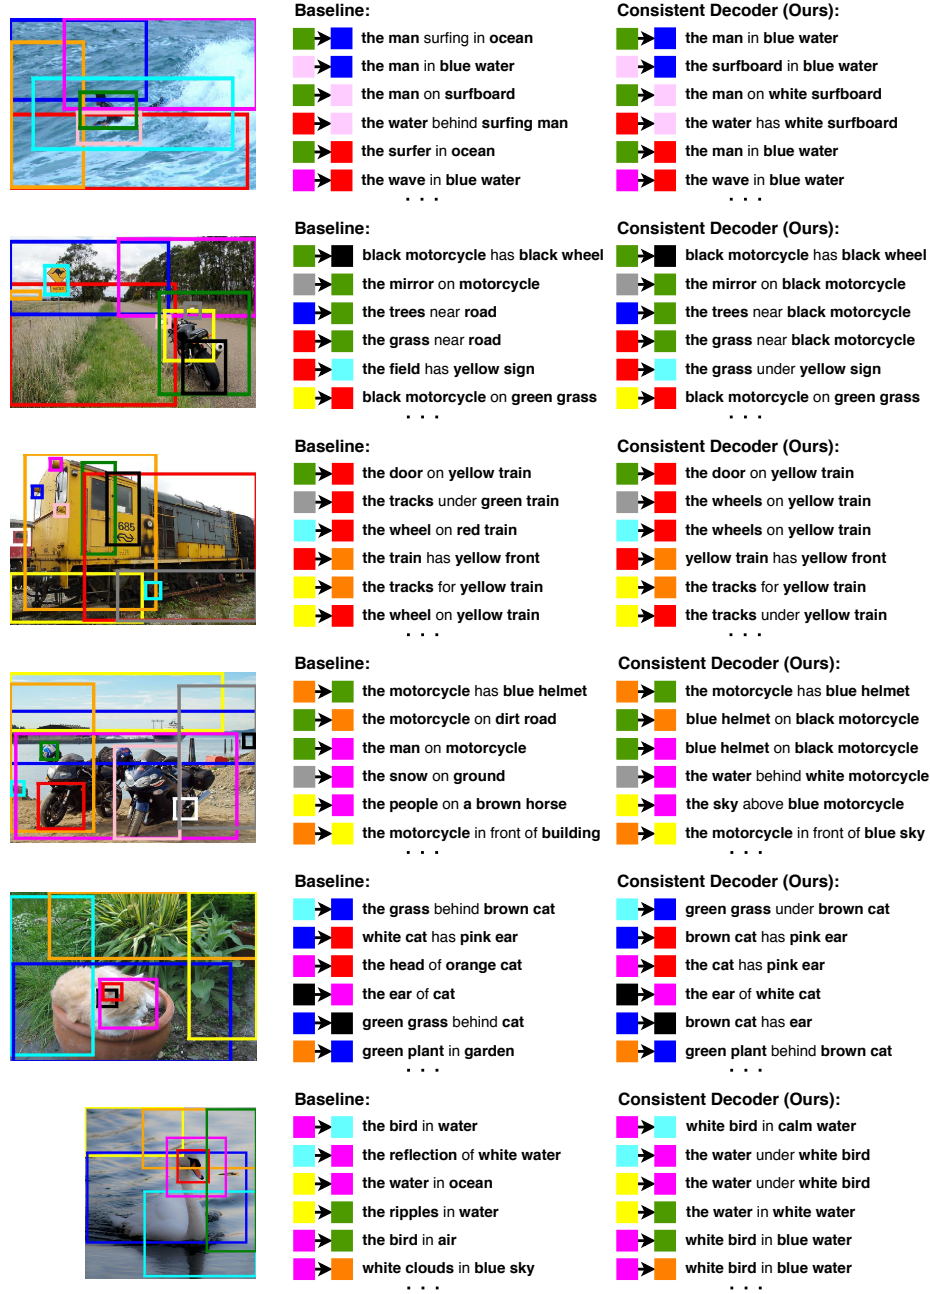 Baseline:
the man surfing in ocean
the man in blue water
the man on surfboard
the water behind surfing man
the surfer in ocean
the wave in blue water
. . .
Consistent Decoder (Ours):
the man in blue water
the surfboard in blue water
the man on white surfboard
the water has white surfboard
the man in blue water
the wave in blue water
. . .
Baseline:
black motorcycle has black wheel
the mirror on motorcycle
the trees near road
the grass near road
the field has yellow sign
black motorcycle on green grass
. . .
Consistent Decoder (Ours):
black motorcycle has black wheel
the mirror on black motorcycle
the trees near black motorcycle
the grass near black motorcycle
the grass under yellow sign
black motorcycle on green grass
. . .
685
Baseline:
the door on yellow train
the tracks under green train
the wheel on red train
the train has yellow front
the tracks for yellow train
the wheel on yellow train
. . .
Consistent Decoder (Ours):
the door on yellow train
the wheels on yellow train
the wheels on yellow train
yellow train has yellow front
the tracks for yellow train
the tracks under yellow train
. . .
Baseline:
the motorcycle has blue helmet
the motorcycle on dirt road
the man on motorcycle
the snow on ground
the people on a brown horse
the motorcycle in front of building
. . .
Consistent Decoder (Ours):
the motorcycle has blue helmet
blue helmet on black motorcycle
blue helmet on black motorcycle
the water behind white motorcycle
the sky above blue motorcycle
the motorcycle in front of blue sky
. . .
Baseline:
the grass behind brown cat
white cat has pink ear
the head of orange cat
the ear of cat
green grass behind cat
green plant in garden
. . .
Consistent Decoder (Ours):
green grass under brown cat
brown cat has pink ear
the cat has pink ear
the ear of white cat
brown cat has ear
green plant behind brown cat
. . .
Baseline:
the bird in water
the reflection of white water
the water in ocean
the ripples in water
the bird in air
white clouds in blue sky
. . .
Consistent Decoder (Ours):
white bird in calm water
the water under white bird
the water under white bird
the water in white water
white bird in blue water
white bird in blue water
. . .